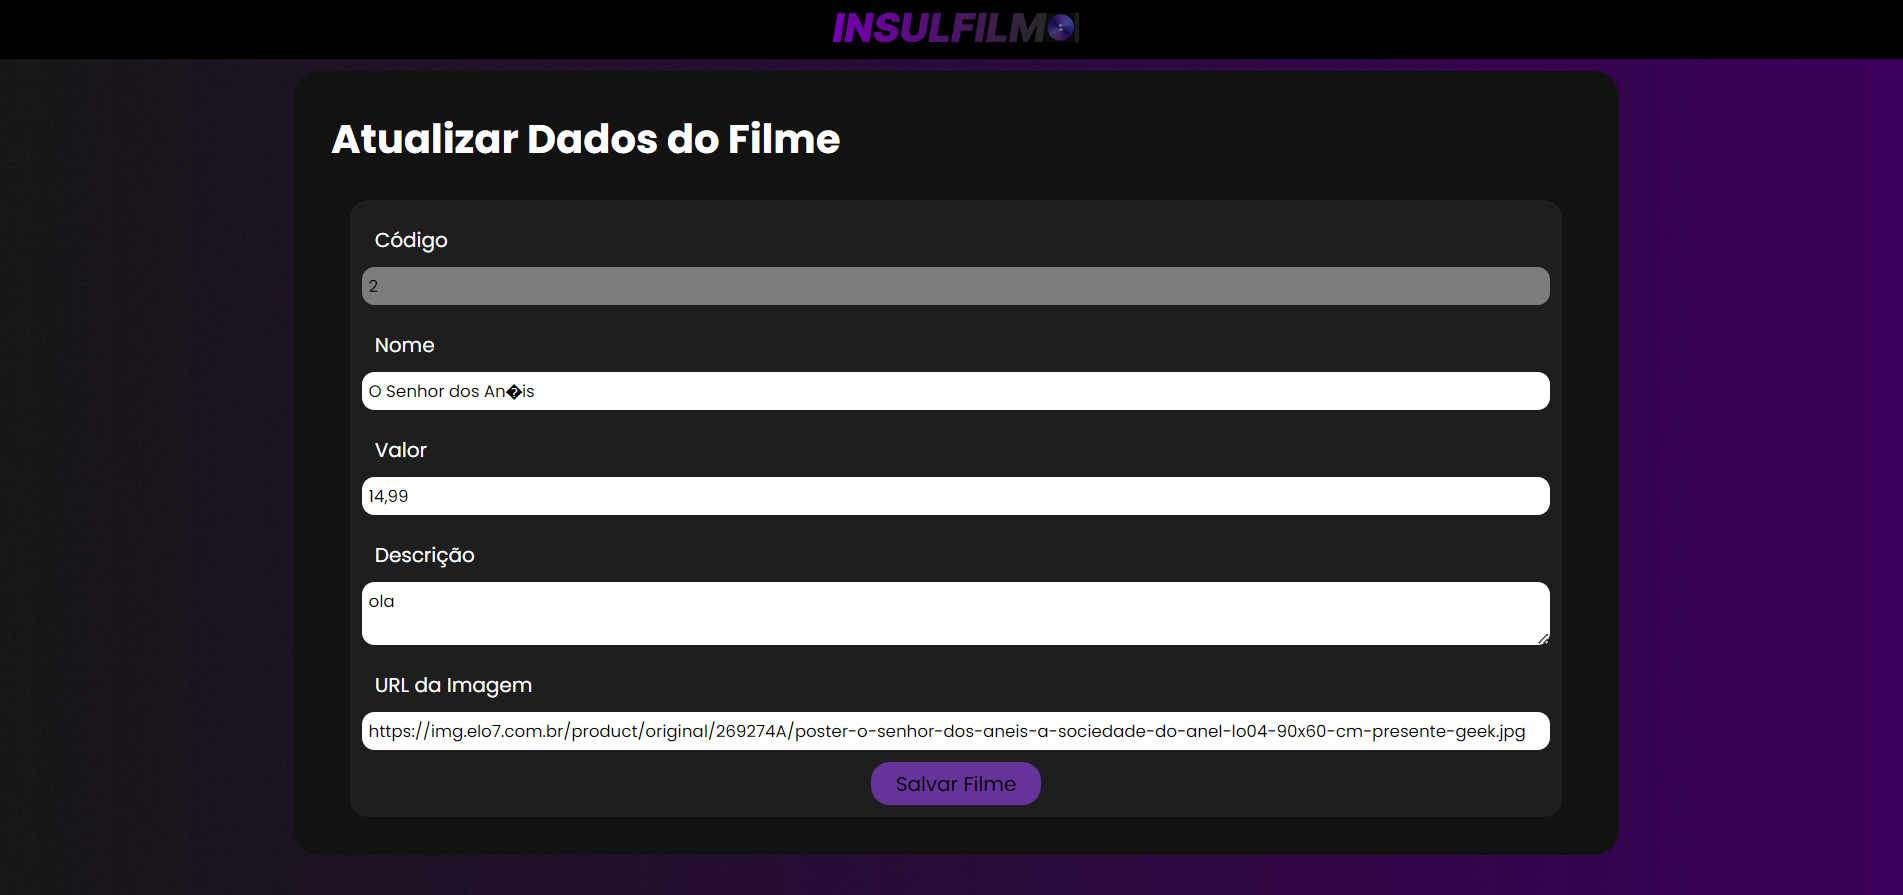 INSULFILM
Atualizar Dados do Filme
Código
2
Nome
O Senhor dos An�is
Valor
14,99
Descrição
ola
URL da Imagem
https://img.elo7.com.br/product/original/269274A/poster-o-senhor-dos-aneis-a-sociedade-do-anel-lo04-90x60-cm-presente-geek.jpg
Salvar Filme